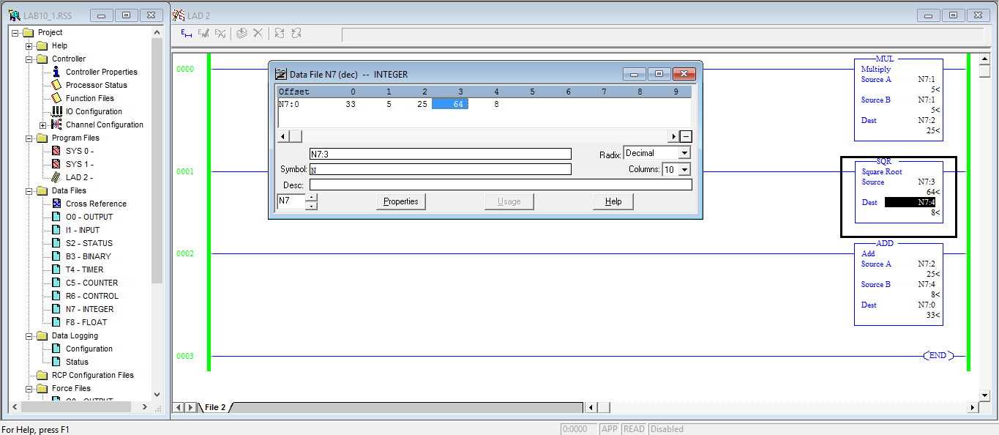 LAB10_1.RSS
Project
Help
Controller
Controller Properties
Processor Status
Function Files
IO Configuration
Channel Configuration
Program Files
SYS 0 -
SYS 1 -
LAD 2 -
Data Files
Cross Reference
O0 - OUTPUT
I1 - INPUT
S2 - STATUS
B3 - BINARY
T4 - TIMER
C5 - COUNTER
R6 - CONTROL
N7 - INTEGER
F8 - FLOAT
Data Logging
Configuration
Status
RCP Configuration Files
Force Files
O0 - OUTPUT
LAD 2
0000
MUL
Multiply
Source A N7:1
5<
Source B N7:1
5<
Dest N7:2
25<
Data File N7 (dec) -- INTEGER
Offset 0 1 2 3 4 5 6 7 8 9
N7:0 33 5 25 64 8
N7:3
Radix: Decimal
Symbol: N
Columns: 10
Desc:
N7
Properties
Usage
Help
0001
SQR
Square Root
Source N7:3
64<
Dest N7:4
8<
0002
ADD
Add
Source A N7:2
25<
Source B N7:4
8<
Dest N7:0
33<
0003
END
File 2
For Help, press F1
0:0000 APP READ Disabled